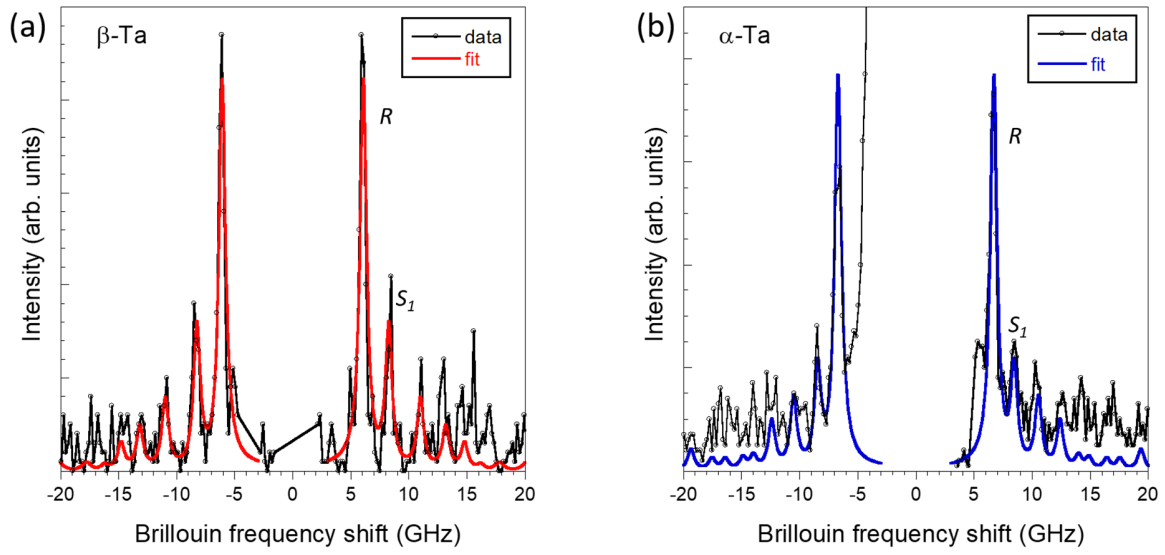 (a)
β-Ta
data
fit
R
S1
Intensity (arb. units)
-20 -15 -10 -5 0 5 10 15 20
Brillouin frequency shift (GHz)
(b)
α-Ta
data
fit
R
S1
Intensity (arb. units)
-20 -15 -10 -5 0 5 10 15 20
Brillouin frequency shift (GHz)